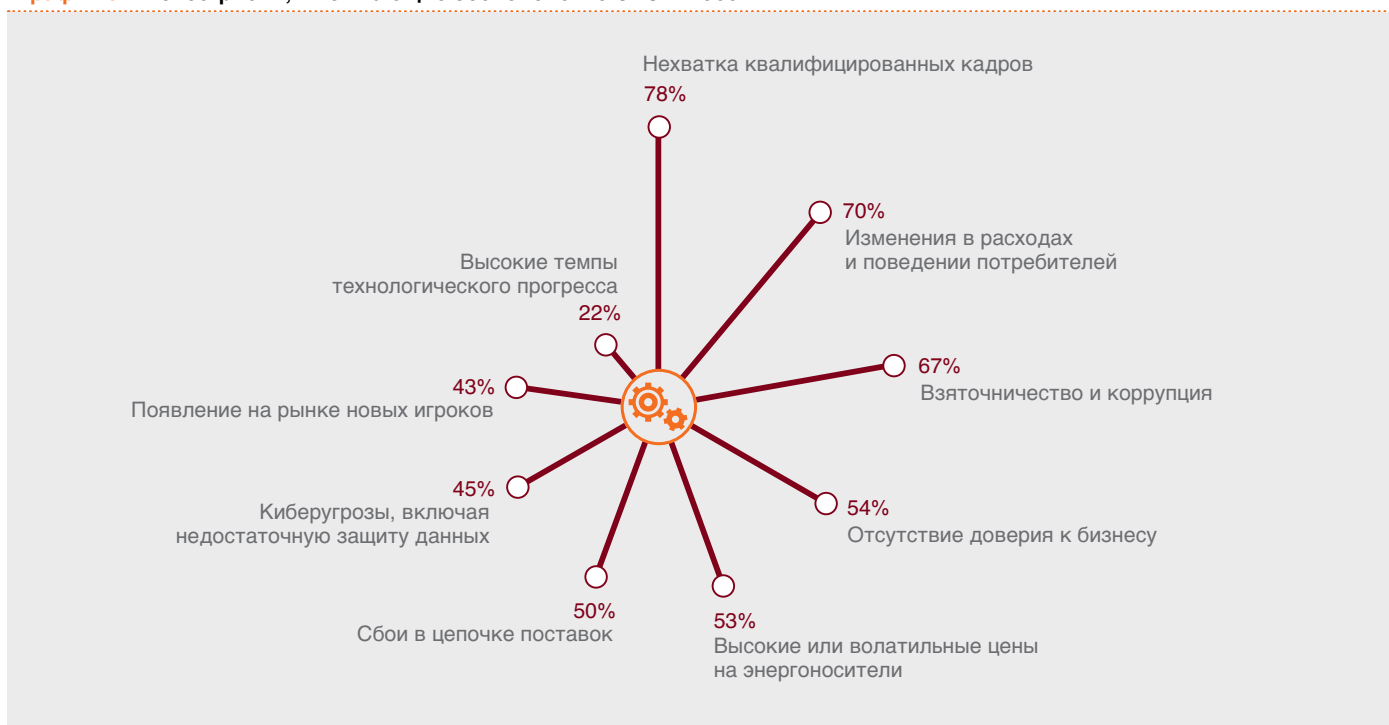 Нехватка квалифицированных кадров
78%
70%
Изменения в расходах
и поведении потребителей
67%
Взяточничество и коррупция
54%
Отсутствие доверия к бизнесу
53%
Высокие или волатильные цены
на энергоносители
50%
Сбои в цепочке поставок
45%
Киберугрозы, включая
недостаточную защиту данных
43%
Появление на рынке новых игроков
Высокие темпы
технологического прогресса
22%